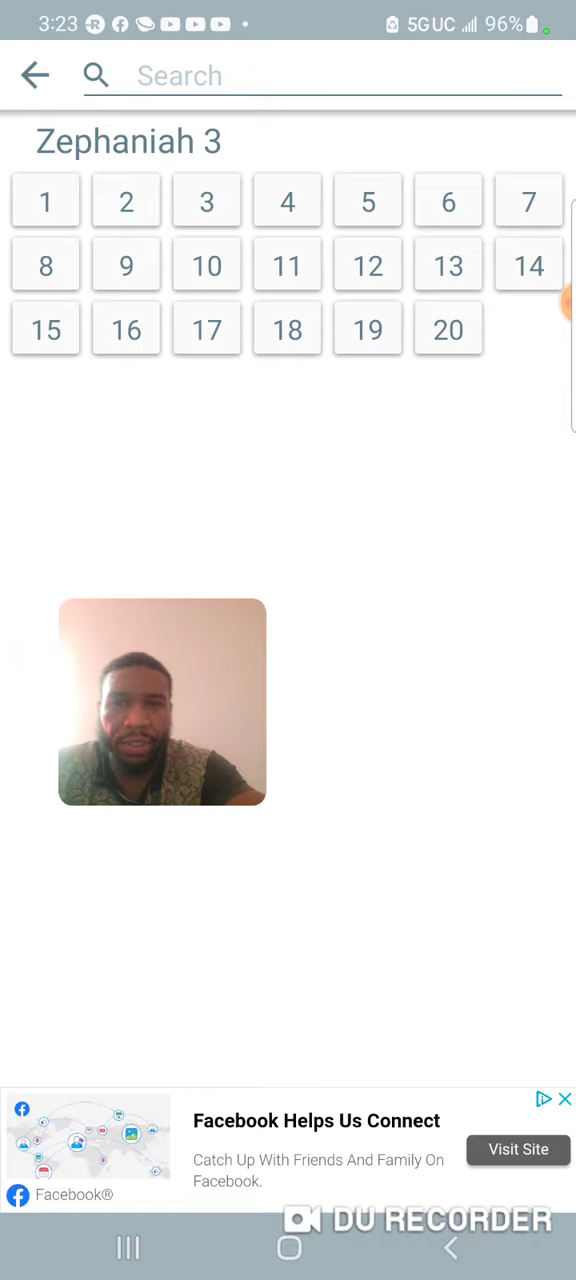 3:23
5G UC
96%
Search
Zephaniah 3
1 2 3 4 5 6 7
8 9 10 11 12 13 14
15 16 17 18 19 20
Facebook Helps Us Connect
Catch Up With Friends And Family On
Facebook.
Visit Site
Facebook®
DU RECORDER